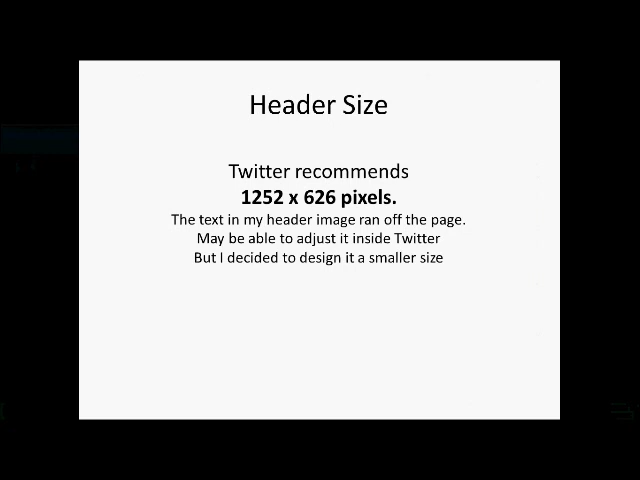 Header Size
Twitter recommends
1252 x 626 pixels.
The text in my header image ran off the page.
May be able to adjust it inside Twitter
But I decided to design it a smaller size